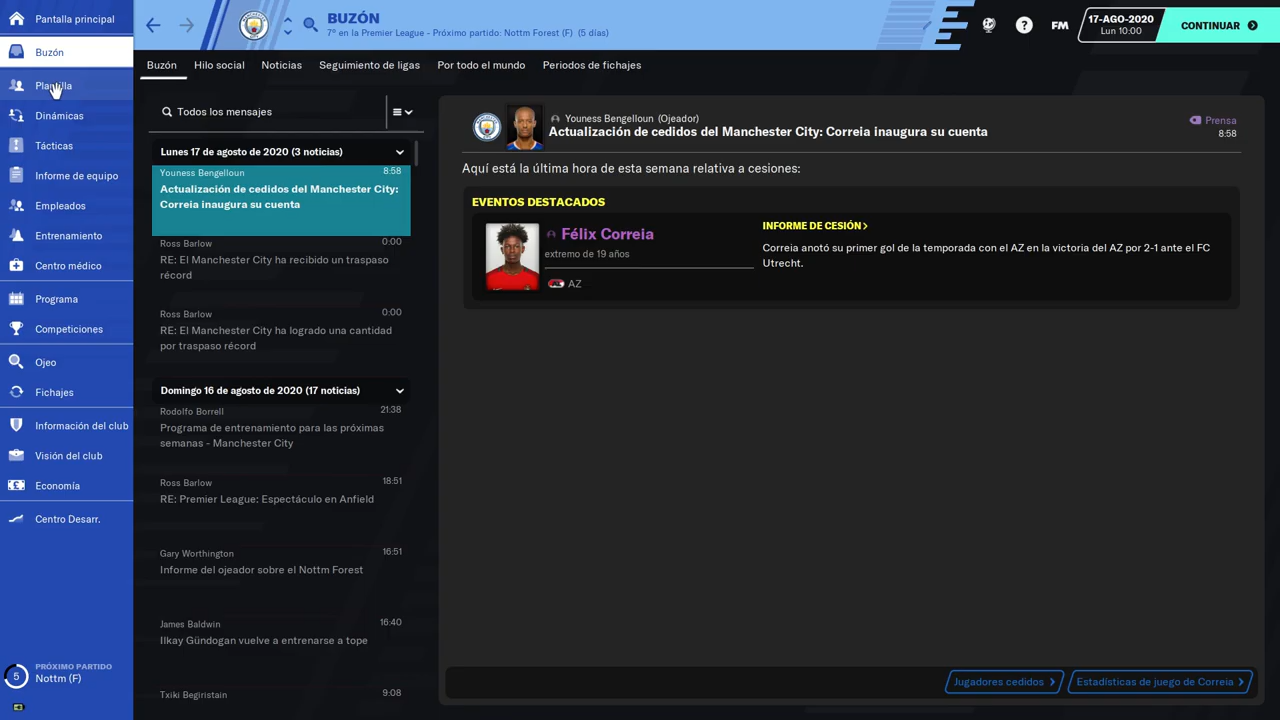 Pantalla principal
Buzón
Plantilla
Dinámicas
Tácticas
Informe de equipo
Empleados
Entrenamiento
Centro médico
Programa
Competiciones
Ojeo
Fichajes
Información del club
Visión del club
Economía
Centro Desarr.
5
PRÓXIMO PARTIDO
Nottm (F)
BUZÓN
7º en la Premier League - Próximo partido: Nottm Forest (F) (5 días)
?
FM
17-AGO-2020
Lun 10:00
CONTINUAR
Buzón
Hilo social
Noticias
Seguimiento de ligas
Por todo el mundo
Periodos de fichajes
Todos los mensajes
Lunes 17 de agosto de 2020 (3 noticias)
Youness Bengelloun 8:58
Actualización de cedidos del Manchester City:
Correia inaugura su cuenta
Ross Barlow 0:00
RE: El Manchester City ha recibido un traspaso
récord
Ross Barlow 0:00
RE: El Manchester City ha logrado una cantidad
por traspaso récord
Domingo 16 de agosto de 2020 (17 noticias)
Rodolfo Borrell 21:38
Programa de entrenamiento para las próximas
semanas - Manchester City
Ross Barlow 18:51
RE: Premier League: Espectáculo en Anfield
Gary Worthington 16:51
Informe del ojeador sobre el Nottm Forest
James Baldwin 16:40
Ilkay Gündogan vuelve a entrenarse a tope
Txiki Begiristain 9:08
Youness Bengelloun (Ojeador)
Actualización de cedidos del Manchester City: Correia inaugura su cuenta
Prensa
8:58
Aquí está la última hora de esta semana relativa a cesiones:
EVENTOS DESTACADOS
Félix Correia
extremo de 19 años
AZ
INFORME DE CESIÓN
Correia anotó su primer gol de la temporada con el AZ en la victoria del AZ por 2-1 ante el FC
Utrecht.
Jugadores cedidos
Estadísticas de juego de Correia